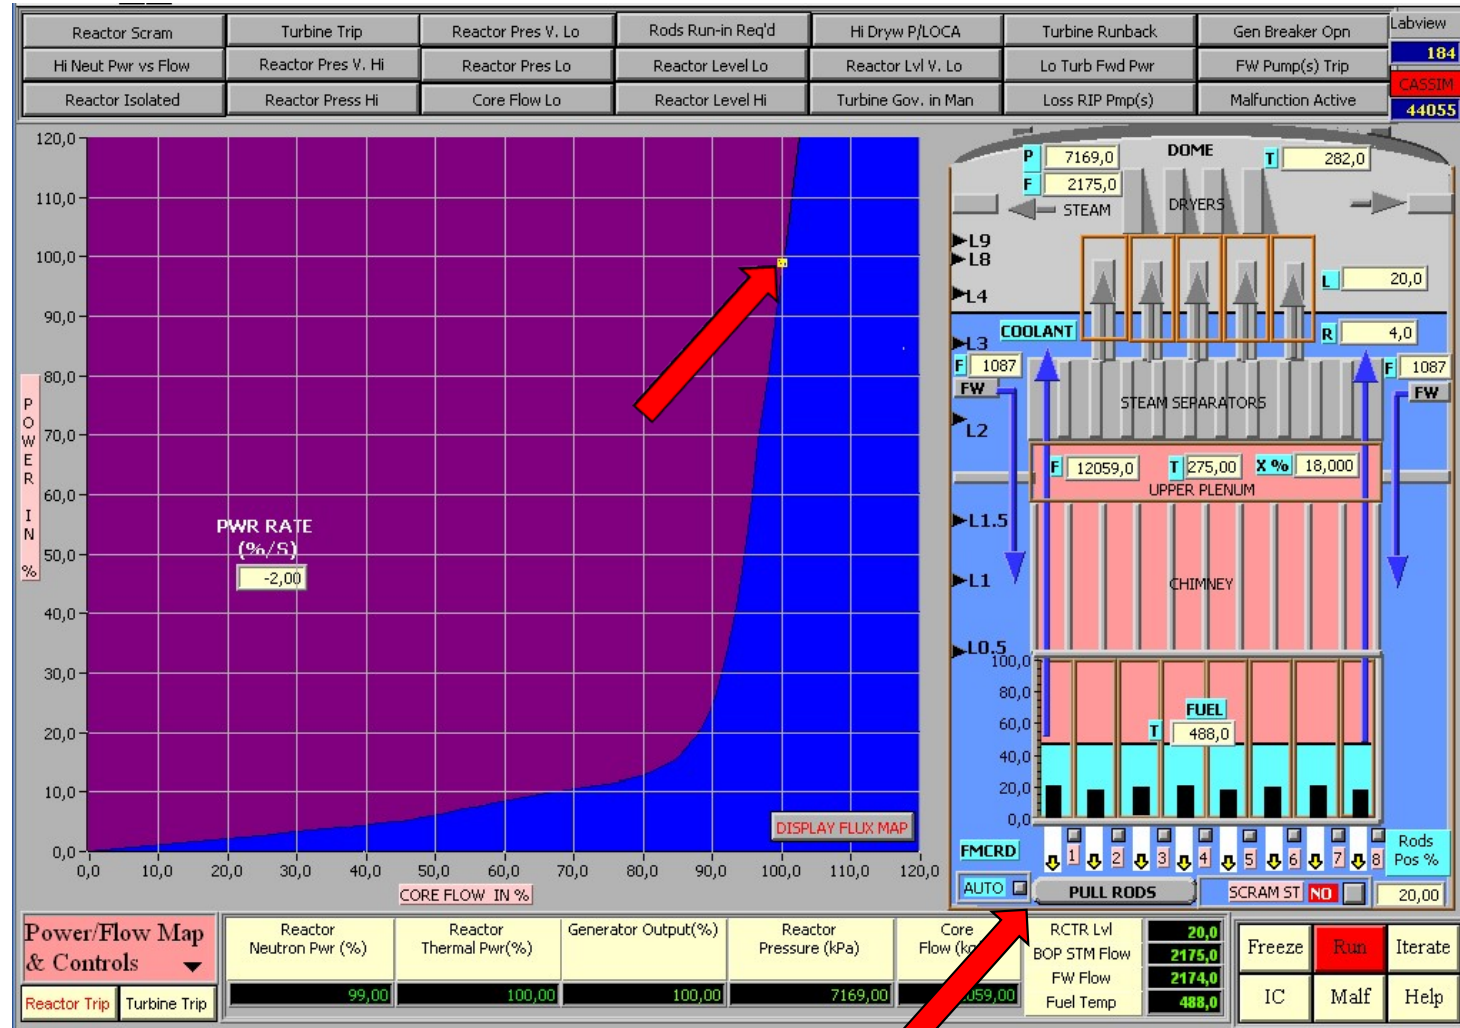 Reactor Scram Turbine Trip Reactor Pres V. Lo Rods Run-in Req'd Hi Dryw P/LOCA Turbine Runback Gen Breaker Opn Labview
184
Hi Neut Pwr vs Flow Reactor Pres V. Hi Reactor Pres Lo Reactor Level Lo Reactor Lvl V. Lo Lo Turb Fwd Pwr FW Pump(s) Trip
CASSIM
Reactor Isolated Reactor Press Hi Core Flow Lo Reactor Level Hi Turbine Gov. in Man Loss RIP Pmp(s) Malfunction Active
44055
120,0
110,0
100,0
90,0
80,0
70,0
60,0
50,0
40,0
30,0
20,0
10,0
0,0
POWER IN %
PWR RATE
(%/S)
-2,00
DISPLAY FLUX MAP
0,0 10,0 20,0 30,0 40,0 50,0 60,0 70,0 80,0 90,0 100,0 110,0 120,0
CORE FLOW IN %
P 7169,0 DOME T 282,0
F 2175,0
STEAM DRYERS
L9
L8
L 20,0
L4
COOLANT R 4,0
L3
F 1087 F 1087
FW STEAM SEPARATORS FW
L2
F 12059,0 T 275,00 X % 18,000
UPPER PLENUM
L1.5
L1 CHIMNEY
L0.5
100,0
80,0
60,0
40,0
20,0
0,0
FUEL
T 488,0
FMCRD 1 2 3 4 5 6 7 8 Rods
Pos %
AUTO PULL RODS SCRAM ST NO 20,00
Power/Flow Map
& Controls
Reactor Trip Turbine Trip
Reactor
Neutron Pwr (%)
99,00
Reactor
Thermal Pwr(%)
100,00
Generator Output(%)
100,00
Reactor
Pressure (kPa)
7169,00
Core
Flow
059,00
RCTR Lvl 20,0
BOP STM Flow 2175,0
FW Flow 2174,0
Fuel Temp 488,0
Freeze Run Iterate
IC Malf Help